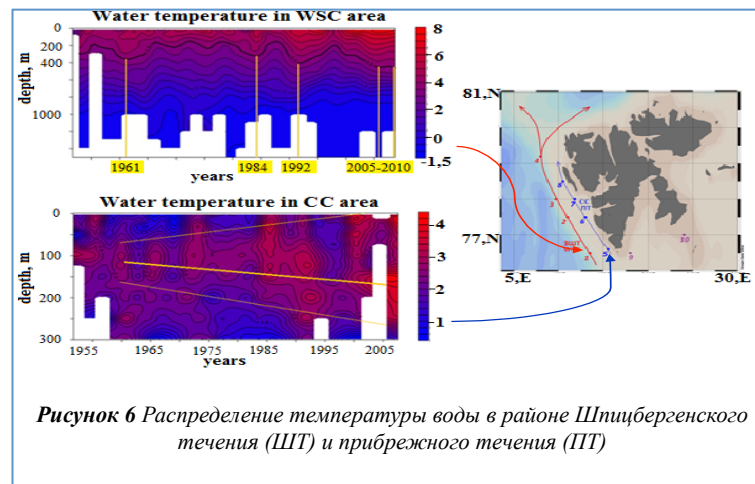 Water temperature in WSC area
depth, m
0
200
400
1000
8
6
4
2
0
-1,5
1961
1984
1992
2005-2010
years
Water temperature in CC area
depth, m
0
100
200
300
4
3
2
1
1955
1965
1975
1985
1995
2005
years
81,N
77,N
5,E
30,E
Рисунок 6 Распределение температуры воды в районе Шпицбергенского
течения (ШТ) и прибрежного течения (ПТ)